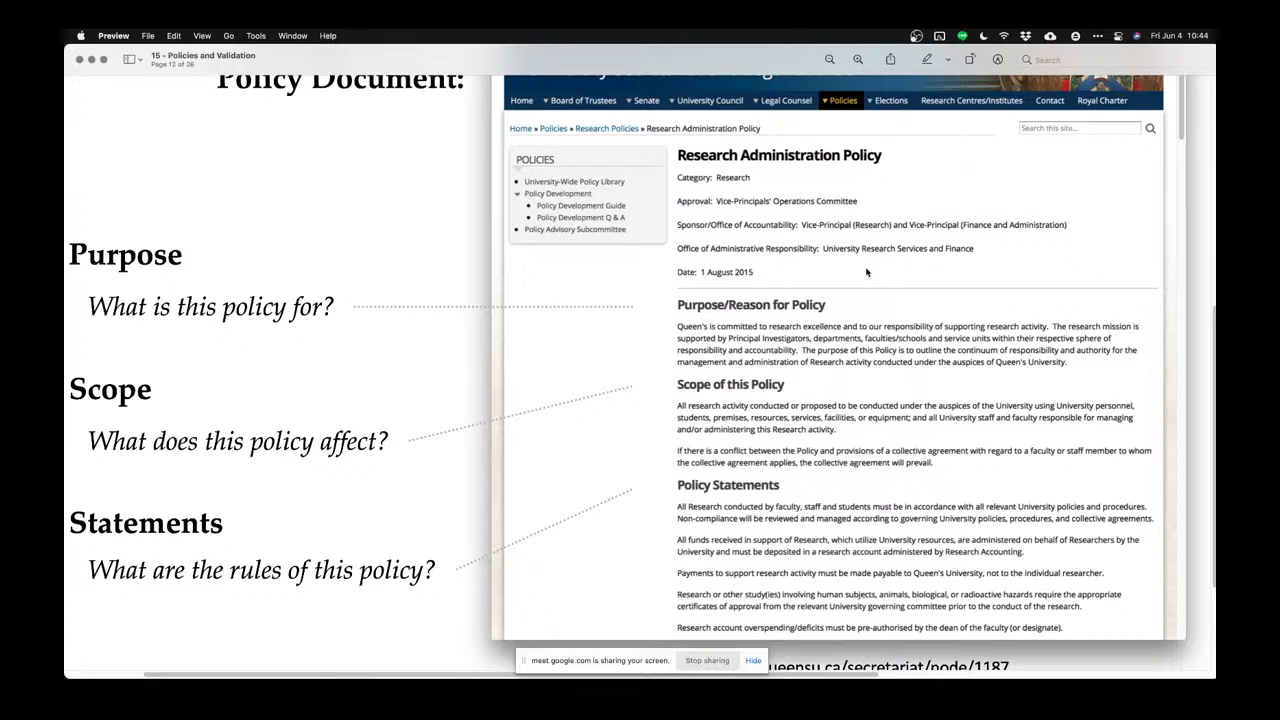 Preview File Edit View Go Tools Window Help
Fri Jun 4 10:44
15 - Policies and Validation
Page 12 of 26
Search
Policy Document:
Purpose
What is this policy for?
Scope
What does this policy affect?
Statements
What are the rules of this policy?
Home Board of Trustees Senate University Council Legal Counsel Policies Elections Research Centres/Institutes Contact Royal Charter
Home » Policies » Research Policies » Research Administration Policy
Search this site...
POLICIES
University-Wide Policy Library
Policy Development
Policy Development Guide
Policy Development Q & A
Policy Advisory Subcommittee
Research Administration Policy
Category: Research
Approval: Vice-Principals' Operations Committee
Sponsor/Office of Accountability: Vice-Principal (Research) and Vice-Principal (Finance and Administration)
Office of Administrative Responsibility: University Research Services and Finance
Date: 1 August 2015
Purpose/Reason for Policy
Queen's is committed to research excellence and to our responsibility of supporting research activity. The research mission is
supported by Principal Investigators, departments, faculties/schools and service units within their respective sphere of
responsibility and accountability. The purpose of this Policy is to outline the continuum of responsibility and authority for the
management and administration of Research activity conducted under the auspices of Queen's University.
Scope of this Policy
All research activity conducted or proposed to be conducted under the auspices of the University using University personnel,
students, premises, resources, services, facilities, or equipment; and all University staff and faculty responsible for managing
and/or administering this Research activity.
If there is a conflict between the Policy and provisions of a collective agreement with regard to a faculty or staff member to whom
the collective agreement applies, the collective agreement will prevail.
Policy Statements
All Research conducted by faculty, staff and students must be in accordance with all relevant University policies and procedures.
Non-compliance will be reviewed and managed according to governing University policies, procedures, and collective agreements.
All funds received in support of Research, which utilize University resources, are administered on behalf of Researchers by the
University and must be deposited in a research account administered by Research Accounting.
Payments to support research activity must be made payable to Queen's University, not to the individual researcher.
Research or other study(ies) involving human subjects, animals, biological, or radioactive hazards require the appropriate
certificates of approval from the relevant University governing committee prior to the conduct of the research.
Research account overspending/deficits must be pre-authorised by the dean of the faculty (or designate).
meet.google.com is sharing your screen. Stop sharing Hide
queensu.ca/secretariat/node/1187